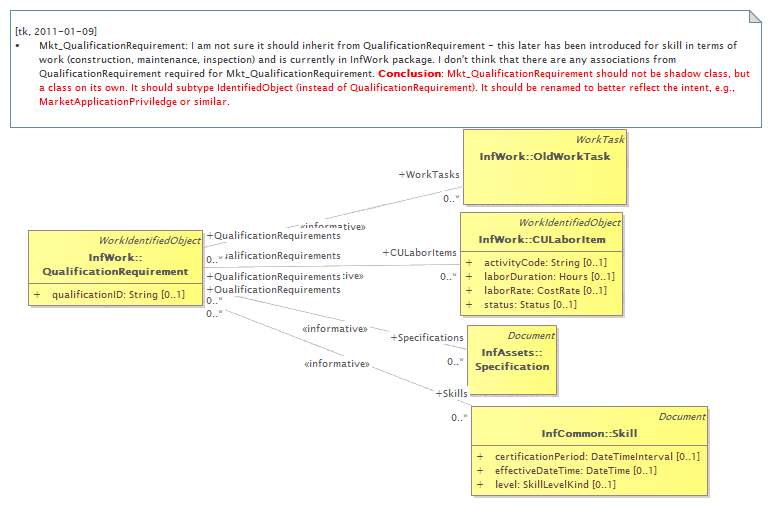 [tk, 2011-01-09]
• Mkt_QualificationRequirement: I am not sure it should inherit from QualificationRequirement - this later has been introduced for skill in terms of
work (construction, maintenance, inspection) and is currently in InfWork package. I don't think that there are any associations from
QualificationRequirement required for Mkt_QualificationRequirement. Conclusion: Mkt_QualificationRequirement should not be shadow class, but
a class on its own. It should subtype IdentifiedObject (instead of QualificationRequirement). It should be renamed to better reflect the intent, e.g.,
MarketApplicationPriviledge or similar.
WorkTask
InfWork::OldWorkTask
+WorkTasks
0..*
«informative»
WorkIdentifiedObject
InfWork::
QualificationRequirement
+ qualificationID: String [0..1]
+QualificationRequirements
0..*
alificationRequirements
+QualificationRequirements
tive»
+QualificationRequirements
0..*
0..*
+CULaborItems
0..*
WorkIdentifiedObject
InfWork::CULaborItem
+ activityCode: String [0..1]
+ laborDuration: Hours [0..1]
+ laborRate: CostRate [0..1]
+ status: Status [0..1]
«informative»
+Specifications
0..*
Document
InfAssets::
Specification
«informative»
+Skills
0..*
Document
InfCommon::Skill
+ certificationPeriod: DateTimeInterval [0..1]
+ effectiveDateTime: DateTime [0..1]
+ level: SkillLevelKind [0..1]